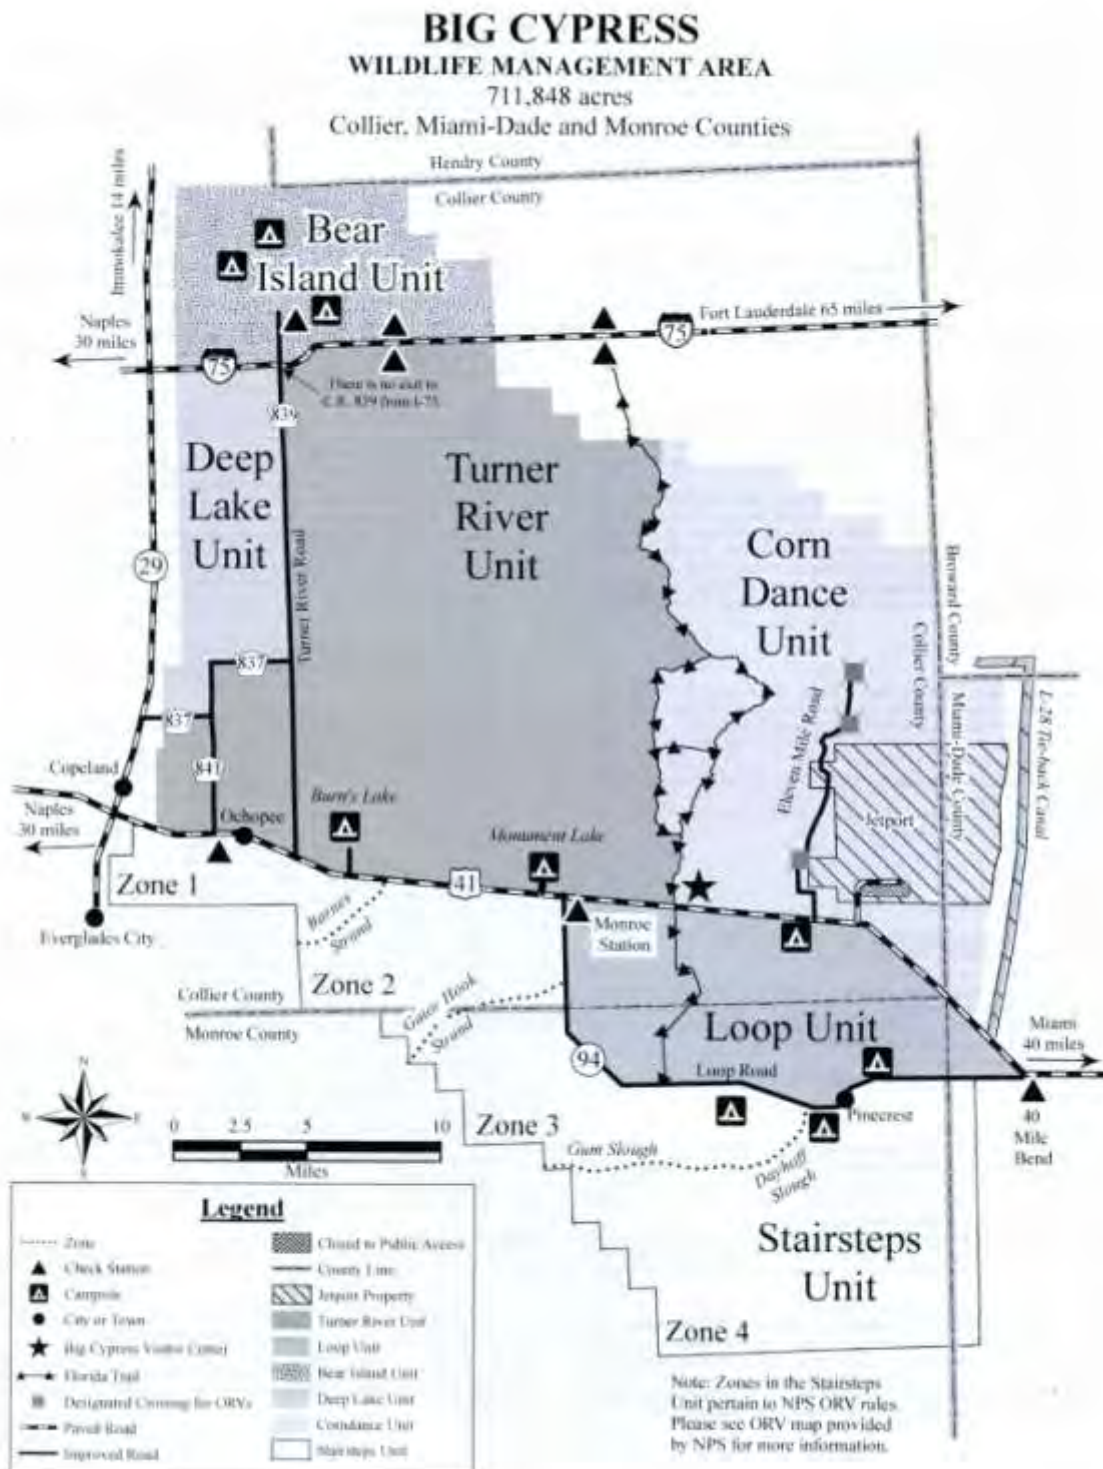 BIG CYPRESS
WILDLIFE MANAGEMENT AREA
711,848 acres
Collier, Miami-Dade and Monroe Counties
Hendry County
Collier County
Immokalee 14 miles
Bear
Island Unit
Naples
30 miles
Fort Lauderdale 65 miles
75
75
There is no exit to
C.R. 839 from I-75
839
Deep
Lake
Unit
Turner
River
Unit
Corn
Dance
Unit
29
Turner River Road
Broward County
Collier County
837
837
841
Eleven Mile Road
Miami-Dade County
L-28 Tie-back Canal
Copeland
Naples
30 miles
Ochopee
Burn's Lake
Monument Lake
Jetport
41
Zone 1
Barnes
Strand
Everglades City
Monroe
Station
Zone 2
Collier County
Monroe County
Gator Hook
Strand
Loop Unit
Miami
40 miles
94
Loop Road
Pinecrest
40
Mile
Bend
N
W
E
S
0 2.5 5 10
Miles
Zone 3
Gum Slough
Dayhoff
Slough
Stairsteps
Unit
Zone 4
Legend
Zone
Check Station
Campsite
City or Town
Big Cypress Visitor Center
Florida Trail
Designated Crossing for ORVs
Paved Road
Improved Road
Closed to Public Access
County Line
Jetport Property
Turner River Unit
Loop Unit
Bear Island Unit
Deep Lake Unit
Corndance Unit
Stairsteps Unit
Note: Zones in the Stairsteps
Unit pertain to NPS ORV rules.
Please see ORV map provided
by NPS for more information.